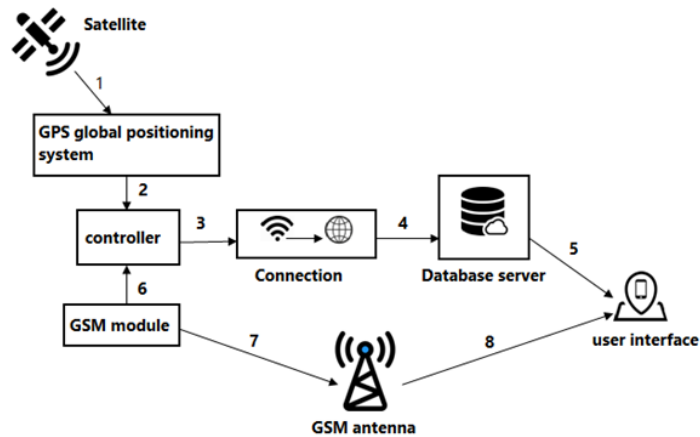 Satellite
1
GPS global positioning
system
2
controller
3
4
Connection
Database server
5
6
GSM module
7
8
user interface
GSM antenna